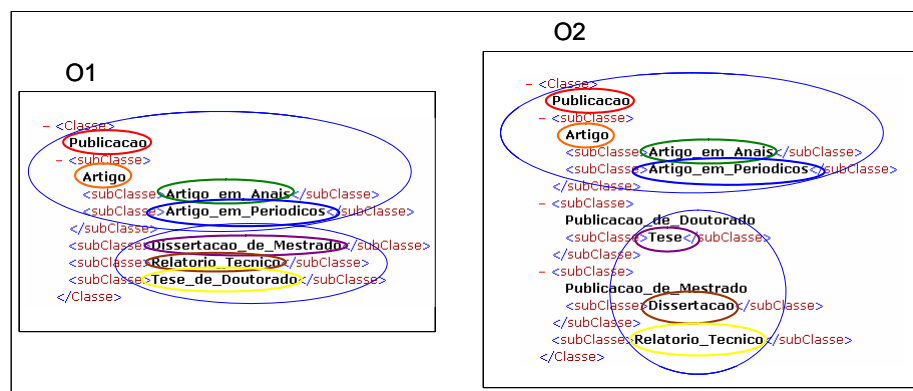 O1
- <Classe>
Publicacao
- <subClasse>
Artigo
<subClasse>Artigo_em_Anais</subClasse>
<subClasse>Artigo_em_Periodicos</subClasse>
</subClasse>
<subClasse>Dissertacao_de_Mestrado</subClasse>
<subClasse>Relatorio_Tecnico</subClasse>
<subClasse>Tese_de_Doutorado</subClasse>
</Classe>
O2
- <Classe>
Publicacao
- <subClasse>
Artigo
<subClasse>Artigo_em_Anais</subClasse>
<subClasse>Artigo_em_Periodicos</subClasse>
</subClasse>
- <subClasse>
Publicacao_de_Doutorado
<subClasse>Tese</subClasse>
</subClasse>
- <subClasse>
Publicacao_de_Mestrado
<subClasse>Dissertacao</subClasse>
</subClasse>
<subClasse>Relatorio_Tecnico</subClasse>
</Classe>